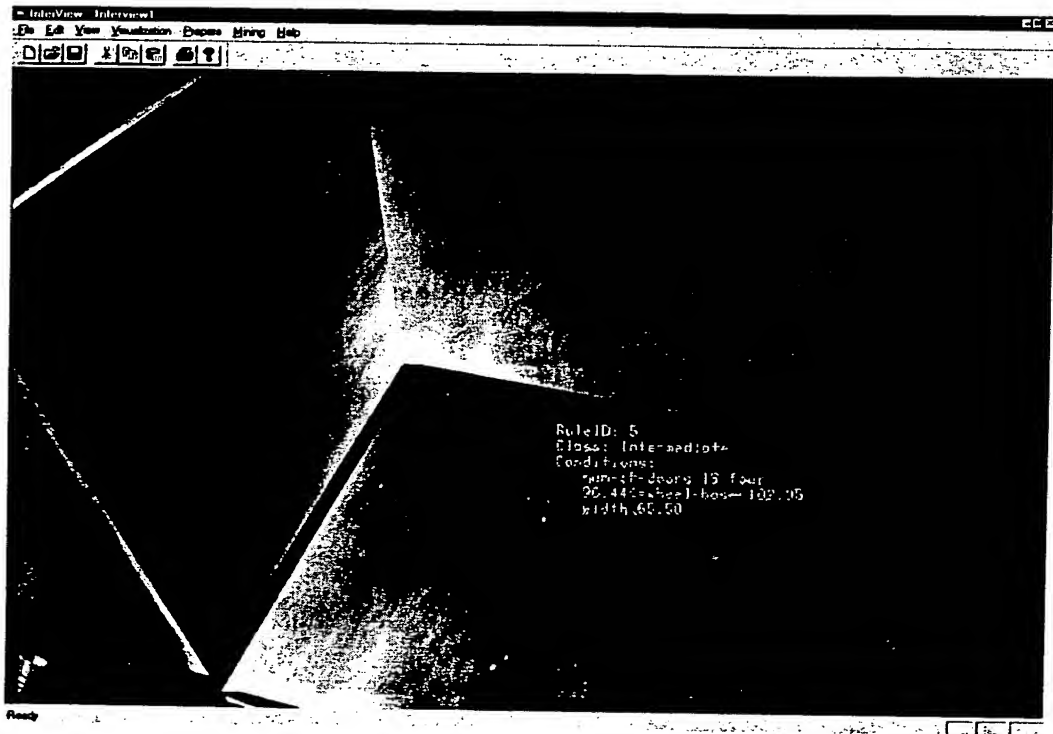 InterView - Interview1
File Edit View Visualization Prepare Mining Help
RuleID: 5
Class: Intermediate
Conditions:
num-of-doors IS four
96.44<=wheel-base<102.95
width 65.50
Ready